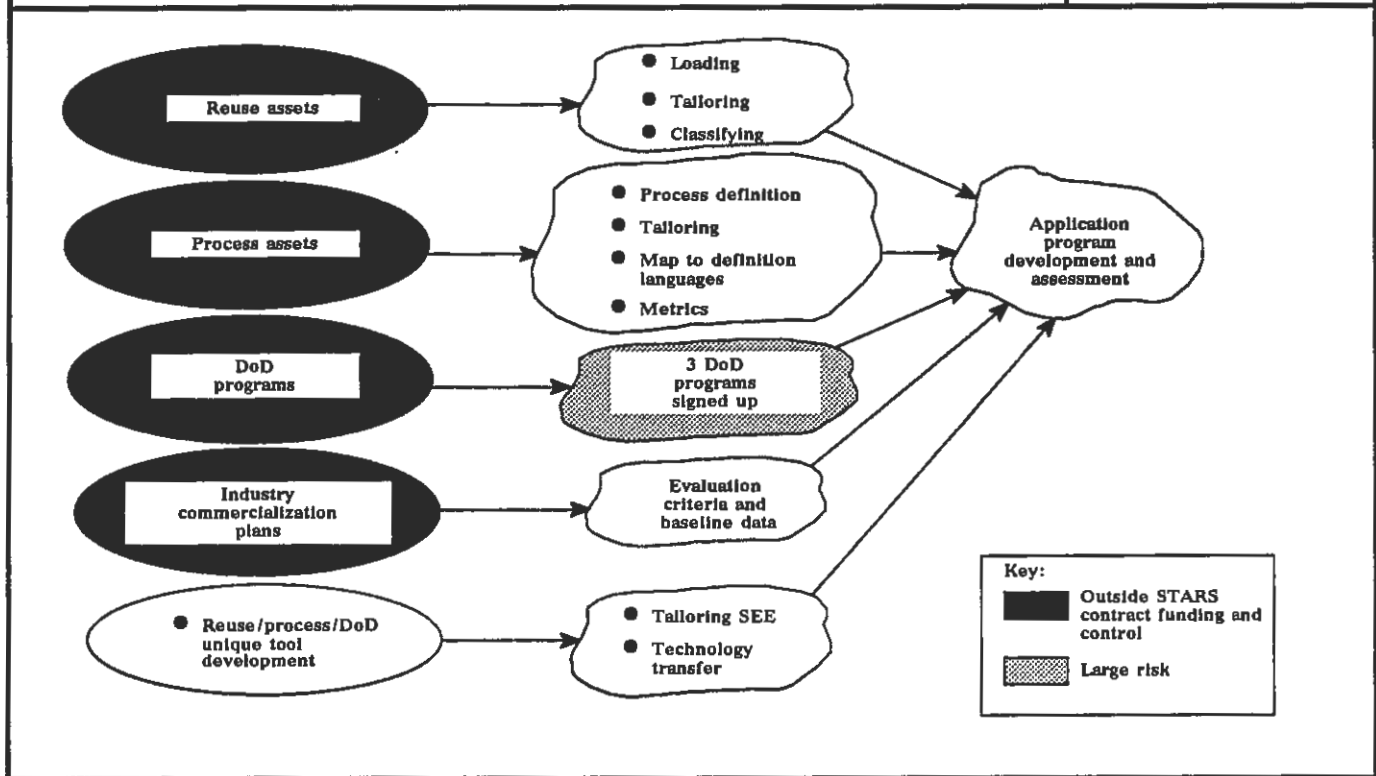 Reuse assets
● Loading
● Tailoring
● Classifying
Process assets
● Process definition
● Tailoring
● Map to definition
languages
● Metrics
Application
program
development and
assessment
DoD
programs
3 DoD
programs
signed up
Industry
commercialization
plans
Evaluation
criteria and
baseline data
● Reuse/process/DoD
unique tool
development
● Tailoring SEE
● Technology
transfer
Key:
Outside STARS
contract funding and
control
Large risk